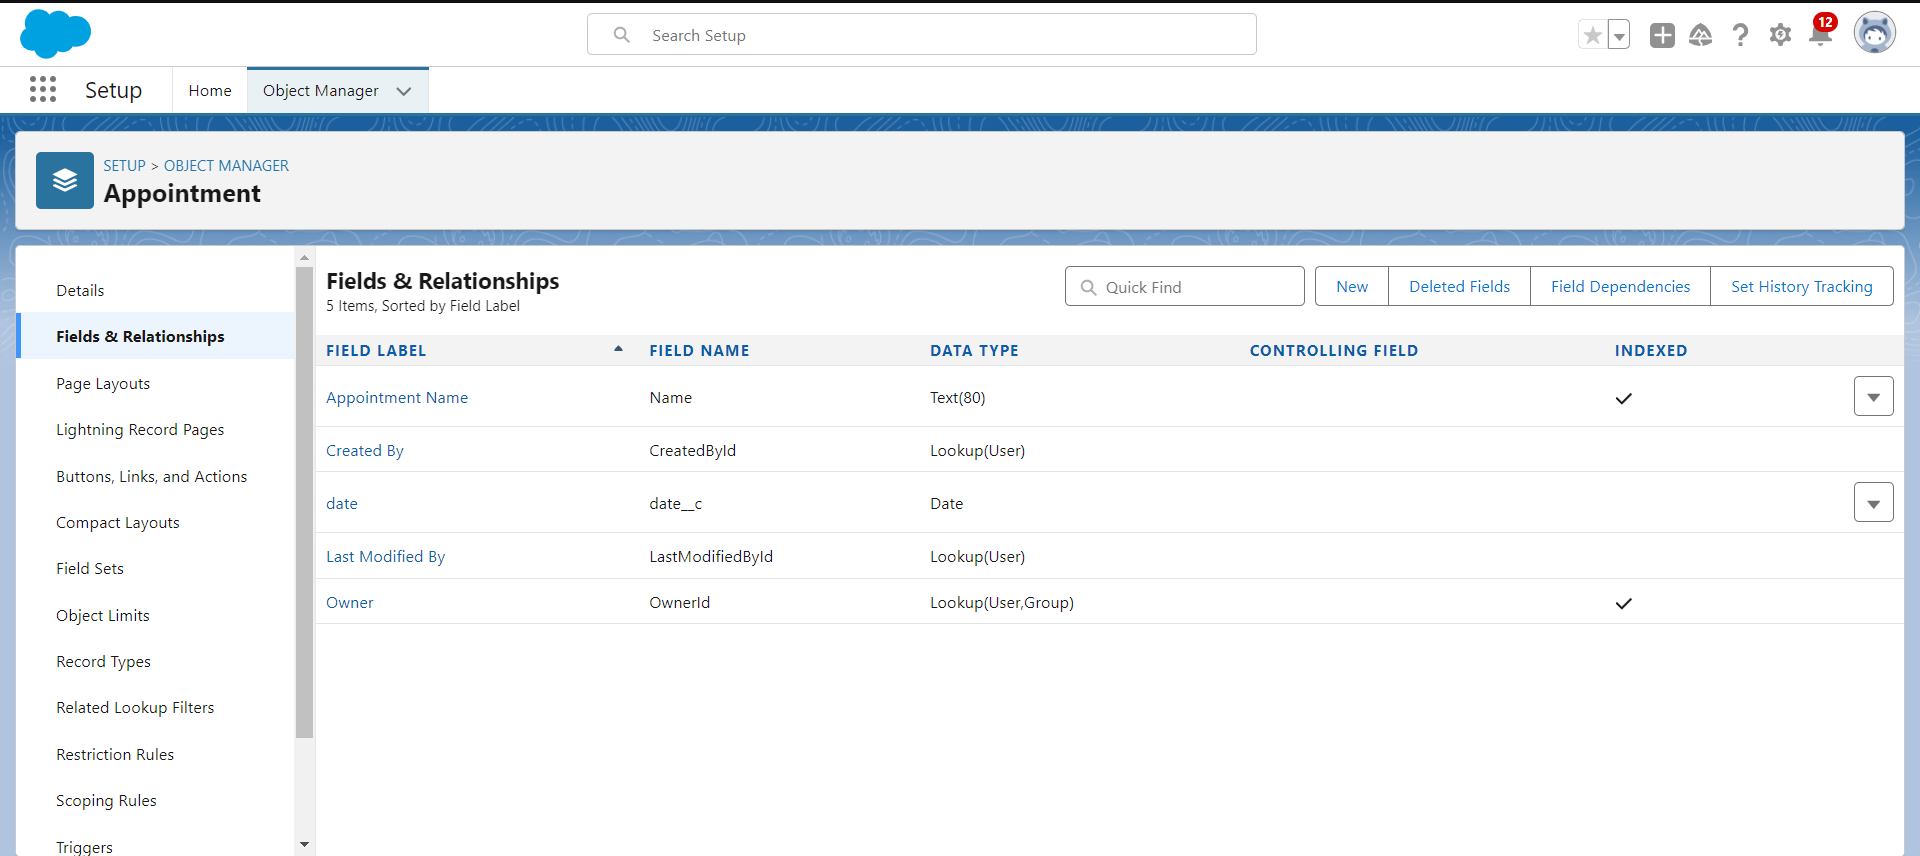 Search Setup
12
Setup
Home
Object Manager
SETUP > OBJECT MANAGER
Appointment
Details
Fields & Relationships
Page Layouts
Lightning Record Pages
Buttons, Links, and Actions
Compact Layouts
Field Sets
Object Limits
Record Types
Related Lookup Filters
Restriction Rules
Scoping Rules
Triggers
Fields & Relationships
5 Items, Sorted by Field Label
Quick Find
New
Deleted Fields
Field Dependencies
Set History Tracking
FIELD LABEL FIELD NAME DATA TYPE CONTROLLING FIELD INDEXED
Appointment Name Name Text(80)
Created By CreatedById Lookup(User)
date date__c Date
Last Modified By LastModifiedById Lookup(User)
Owner OwnerId Lookup(User,Group)